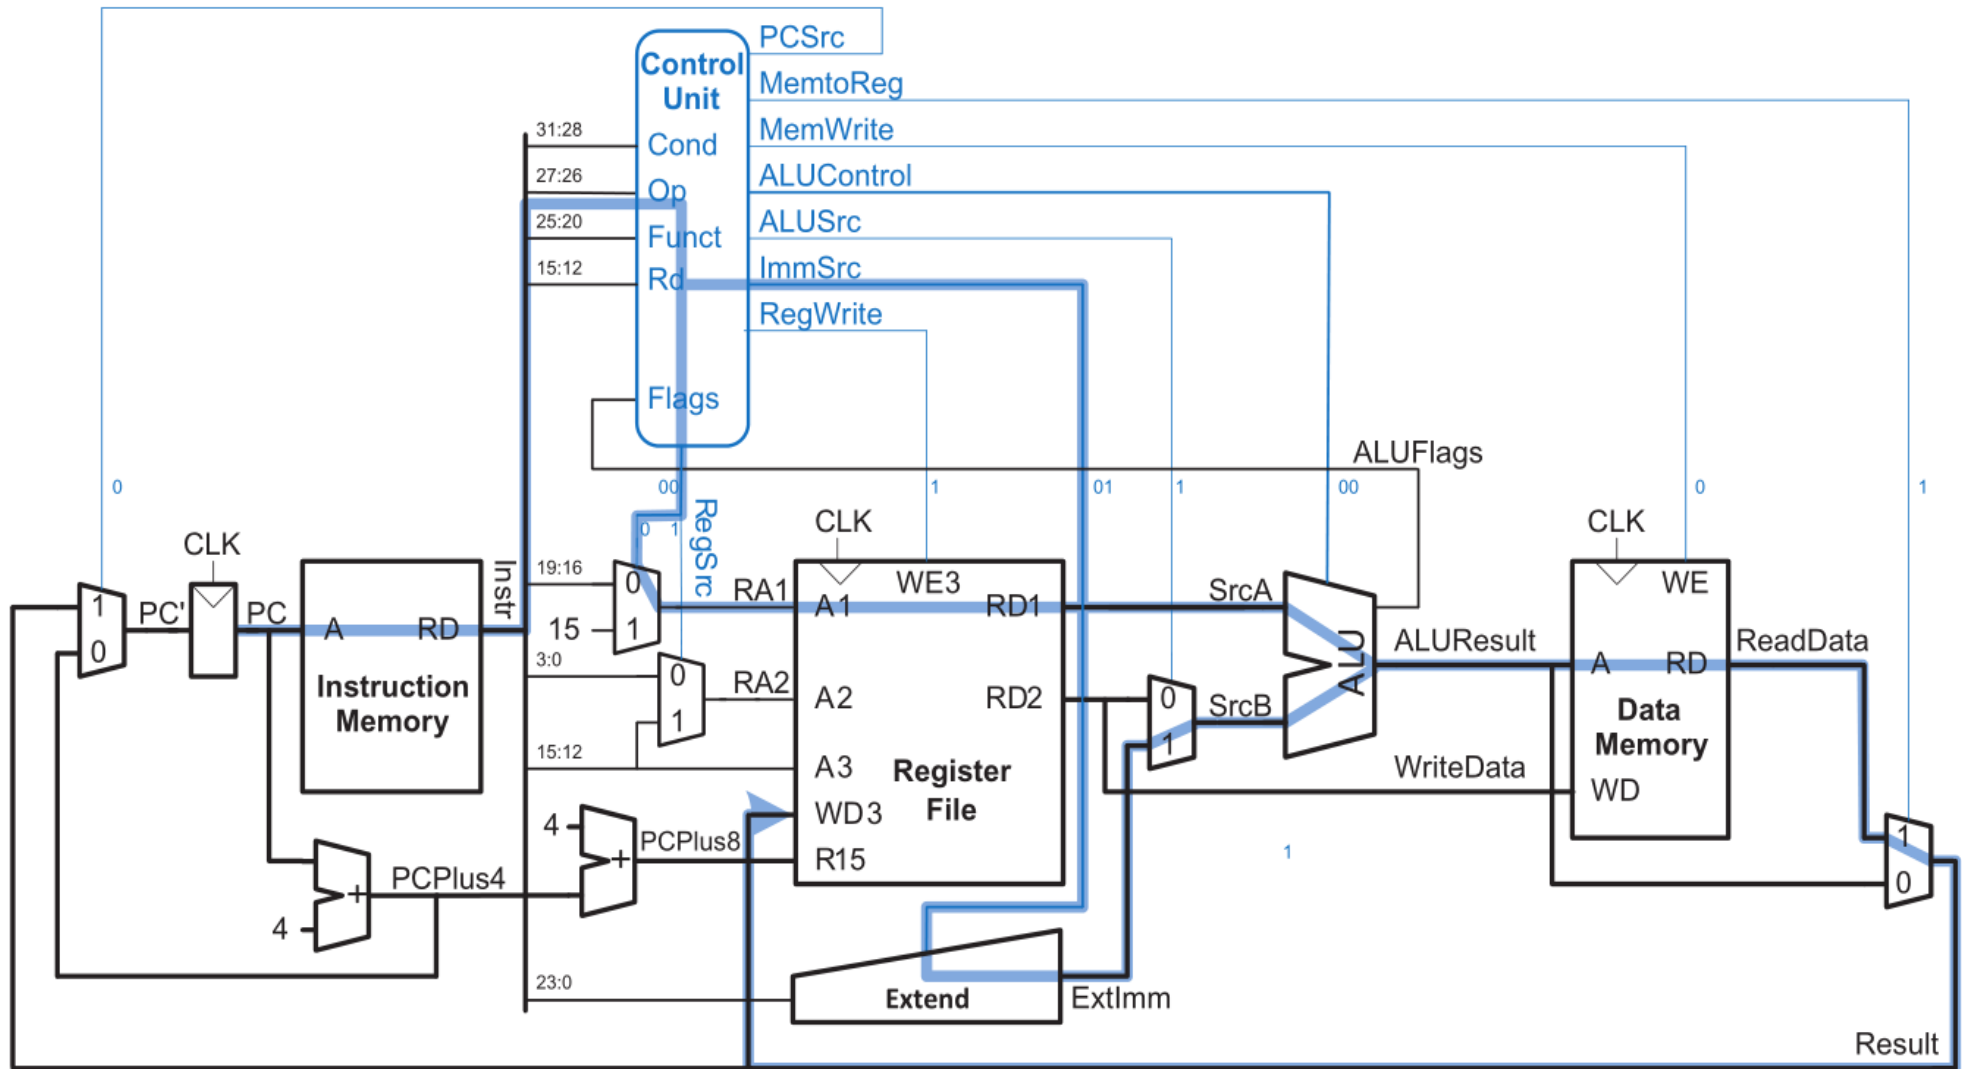 PCSrc
Control
Unit
MemtoReg
MemWrite
31:28
Cond
ALUControl
27:26
Op
ALUSrc
25:20
Funct
ImmSrc
15:12
Rd
RegWrite
Flags
ALUFlags
0
00
1
01
1
00
0
1
RegSrc
0 1
CLK
CLK
CLK
Instr
19:16
0
RA1
WE3
SrcA
WE
1
PC'
PC
A
RD
15
1
A1
RD1
ALU
ALUResult
A
RD
ReadData
0
3:0
0
RA2
A2
RD2
0
SrcB
Instruction
Memory
1
1
Data
Memory
15:12
A3
Register
File
WriteData
WD
WD3
4
+
PCPlus8
R15
1
1
0
PCPlus4
+
4
23:0
Extend
ExtImm
Result